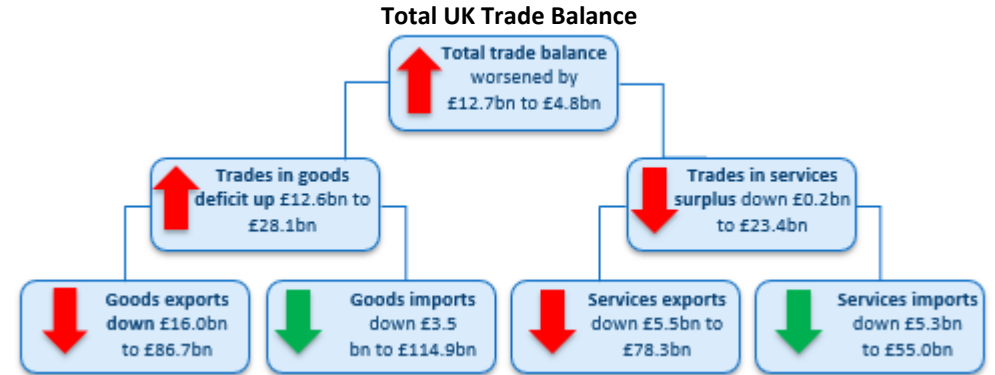 Total UK Trade Balance
Total trade balance
worsened by
£12.7bn to £4.8bn
Trades in goods
deficit up £12.6bn to
£28.1bn
Trades in services
surplus down £0.2bn
to £23.4bn
Goods exports
down £16.0bn
to £86.7bn
Goods imports
down £3.5
bn to £114.9bn
Services exports
down £5.5bn to
£78.3bn
Services imports
down £5.3bn
to £55.0bn